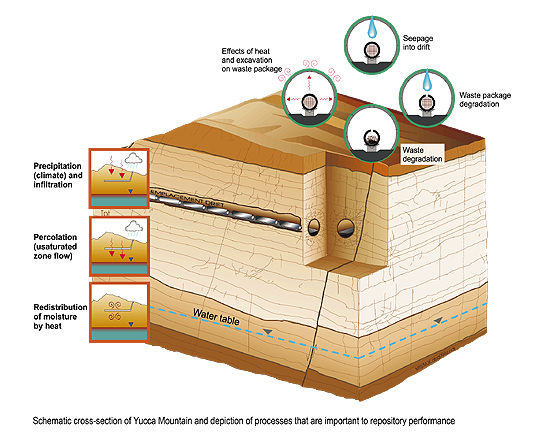 Seepage
into drift
Effects of heat
and excavation
on waste package
Waste package
degradation
Waste
degradation
Precipitation
(climate) and
infiltration
EMPLACEMENT DRIFT
Tpt
Percolation
(usaturated
zone flow)
Redistribution
of moisture
by heat
Water table
Schematic cross-section of Yucca Mountain and depiction of processes that are important to repository performance